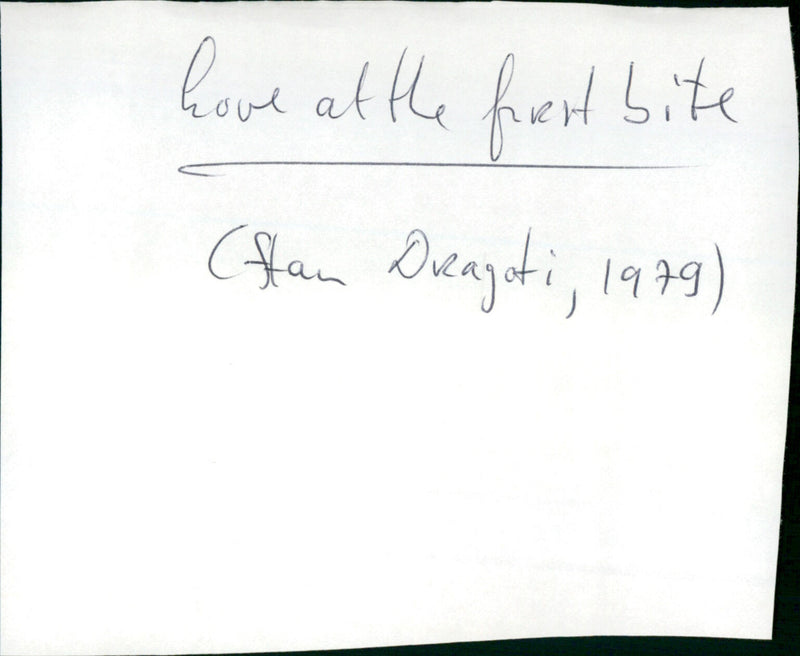 Love at the first bite
(Stan Dragoti, 1979)